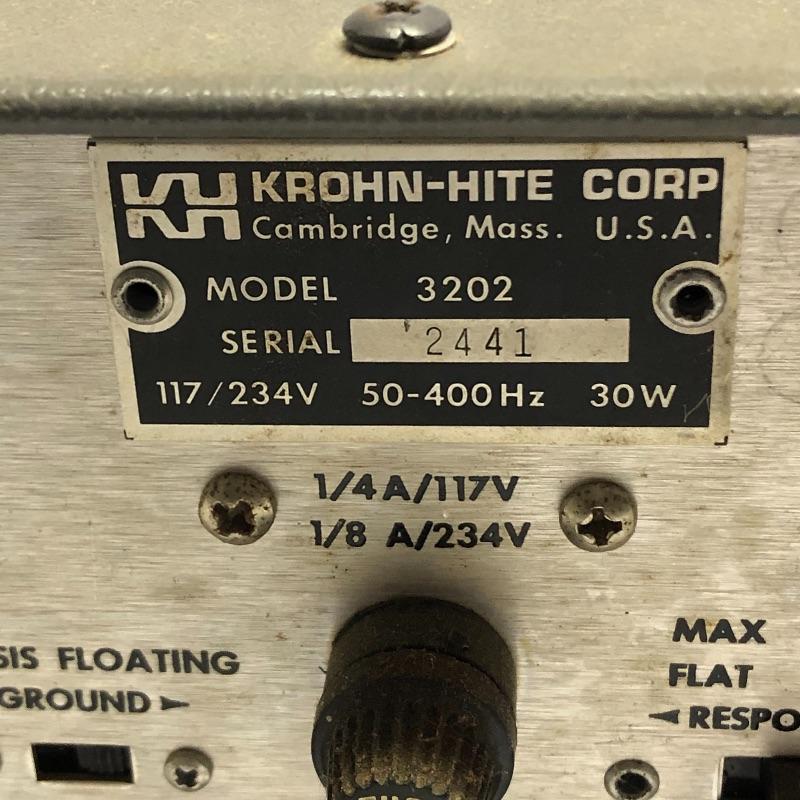 KH KROHN-HITE CORP
Cambridge, Mass. U.S.A.
MODEL 3202
SERIAL 2441
117/234V 50-400Hz 30W
1/4A/117V
1/8 A/234V
SIS FLOATING
GROUND ►
MAX
FLAT
◄ RESPO